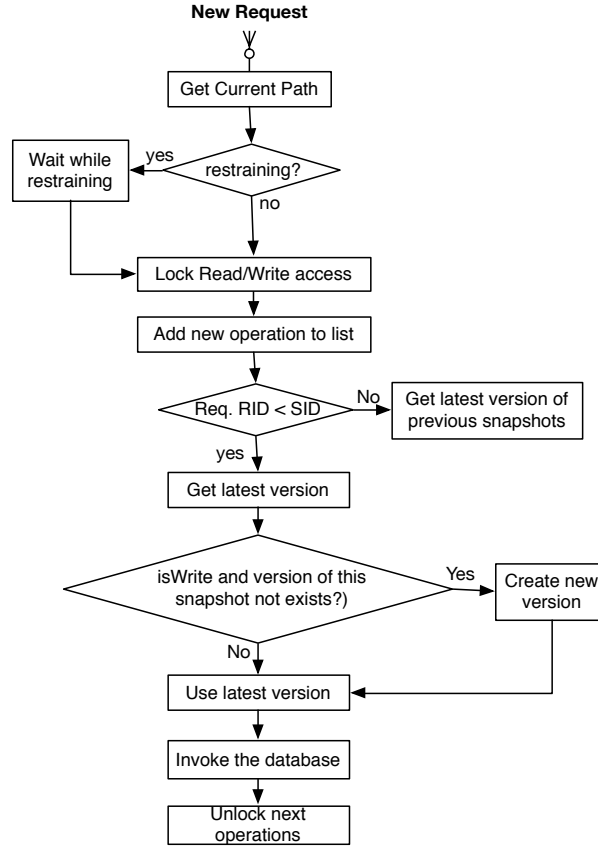 New Request
Get Current Path
Wait while
restraining
yes
restraining?
no
Lock Read/Write access
Add new operation to list
Req. RID < SID
No
Get latest version of
previous snapshots
yes
Get latest version
isWrite and version of this
snapshot not exists?)
Yes
Create new
version
No
Use latest version
Invoke the database
Unlock next
operations